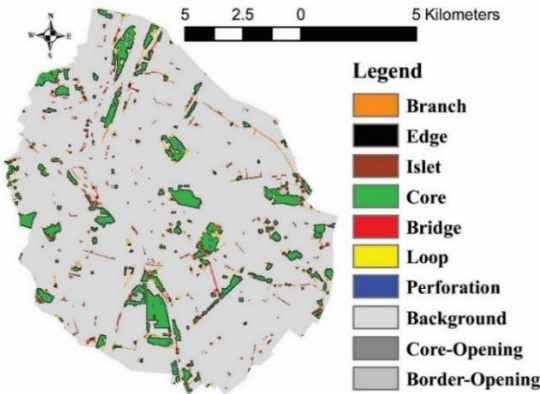 N
W E
S
5 2.5 0 5 Kilometers
Legend
Branch
Edge
Islet
Core
Bridge
Loop
Perforation
Background
Core-Opening
Border-Opening